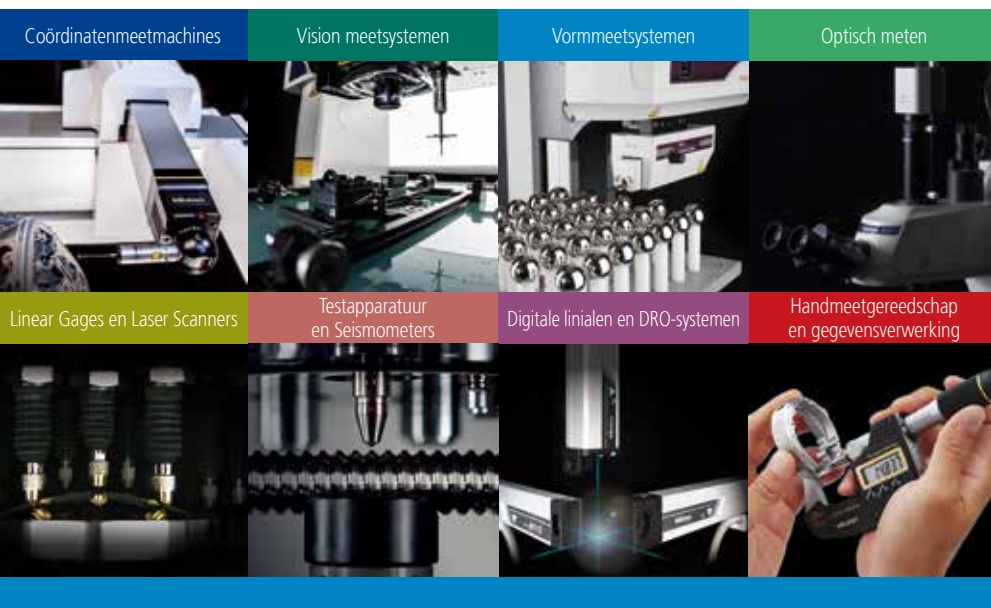 Coördinatenmeetmachines
Vision meetsystemen
Vormmeetsystemen
Optisch meten
Linear Gages en Laser Scanners
Testapparatuur
en Seismometers
Digitale linialen en DRO-systemen
Handmeetgereedschap
en gegevensverwerking